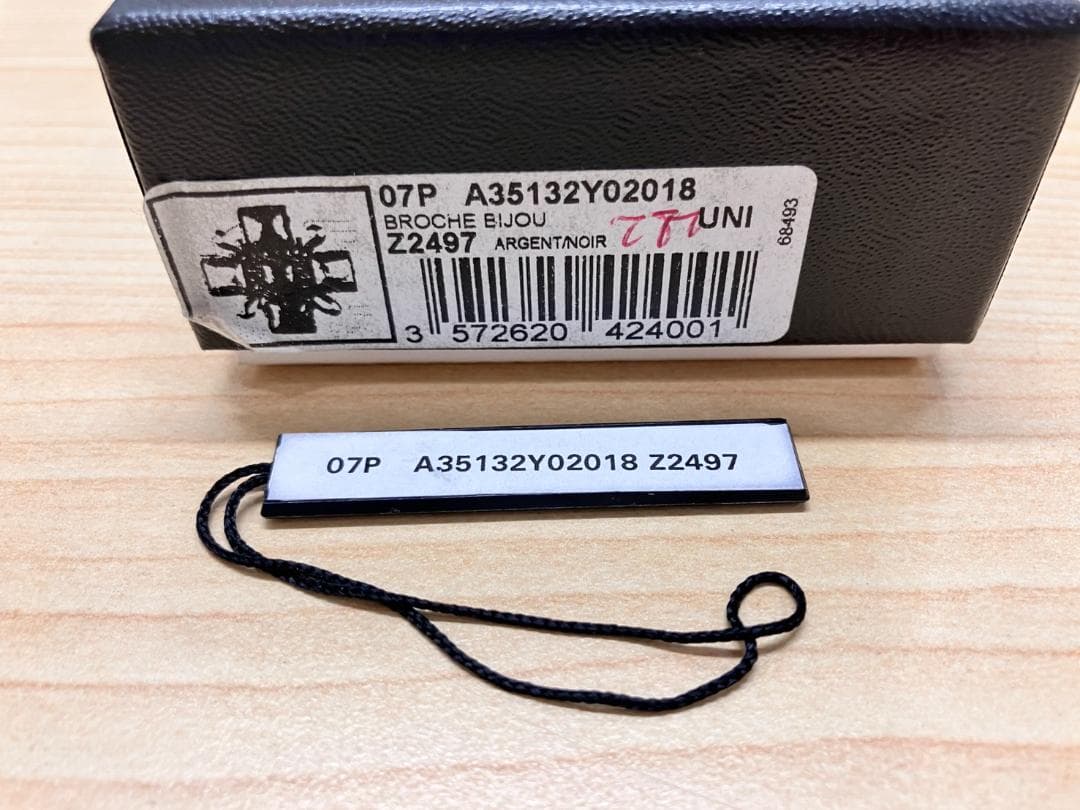 07P A35132Y02018
BROCHE BIJOU UNI
Z2497 ARGENT/NOIR
68493
3 572620 424001
07P A35132Y02018 Z2497